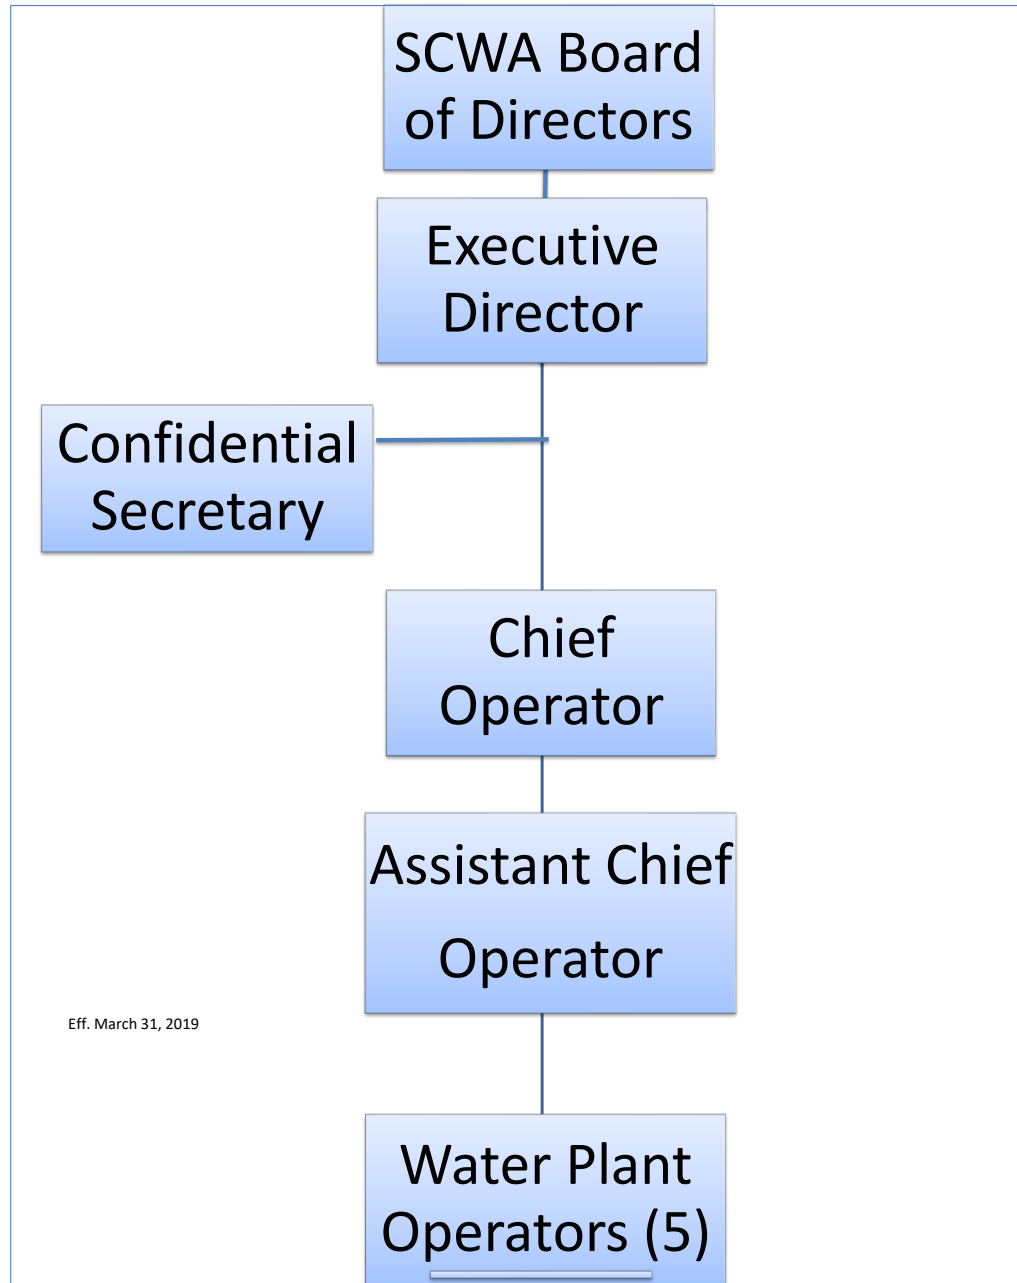 SCWA Board
of Directors
Executive
Director
Confidential
Secretary
Chief
Operator
Assistant Chief
Operator
Eff. March 31, 2019
Water Plant
Operators (5)